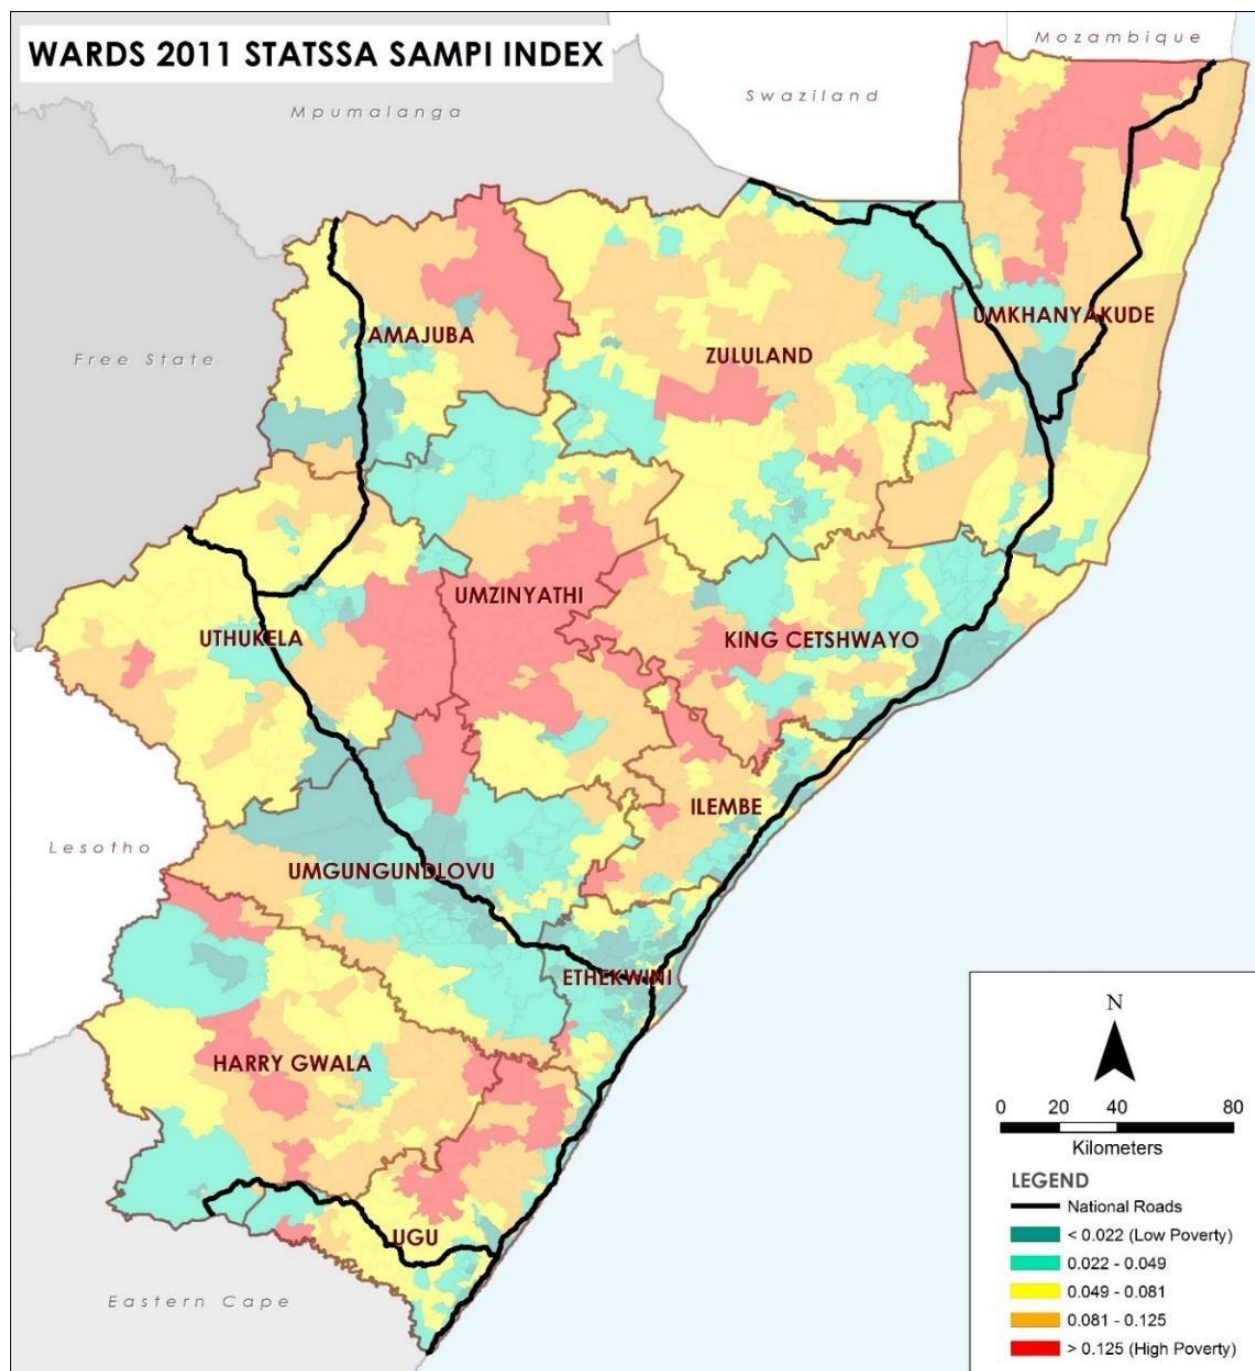 WARDS 2011 STATSSA SAMPI INDEX
Mozambique
Swaziland
Mpumalanga
Free State
AMAJUBA
UMKHANYAKUDE
ZULULAND
UMZINYATHI
UTHUKELA
KING CETSHWAYO
ILEMBE
Lesotho
UMGUNGUNDLOVU
ETHEKWINI
HARRY GWALA
UGU
Eastern Cape
N
0 20 40 80
Kilometers
LEGEND
National Roads
< 0.022 (Low Poverty)
0.022 - 0.049
0.049 - 0.081
0.081 - 0.125
> 0.125 (High Poverty)